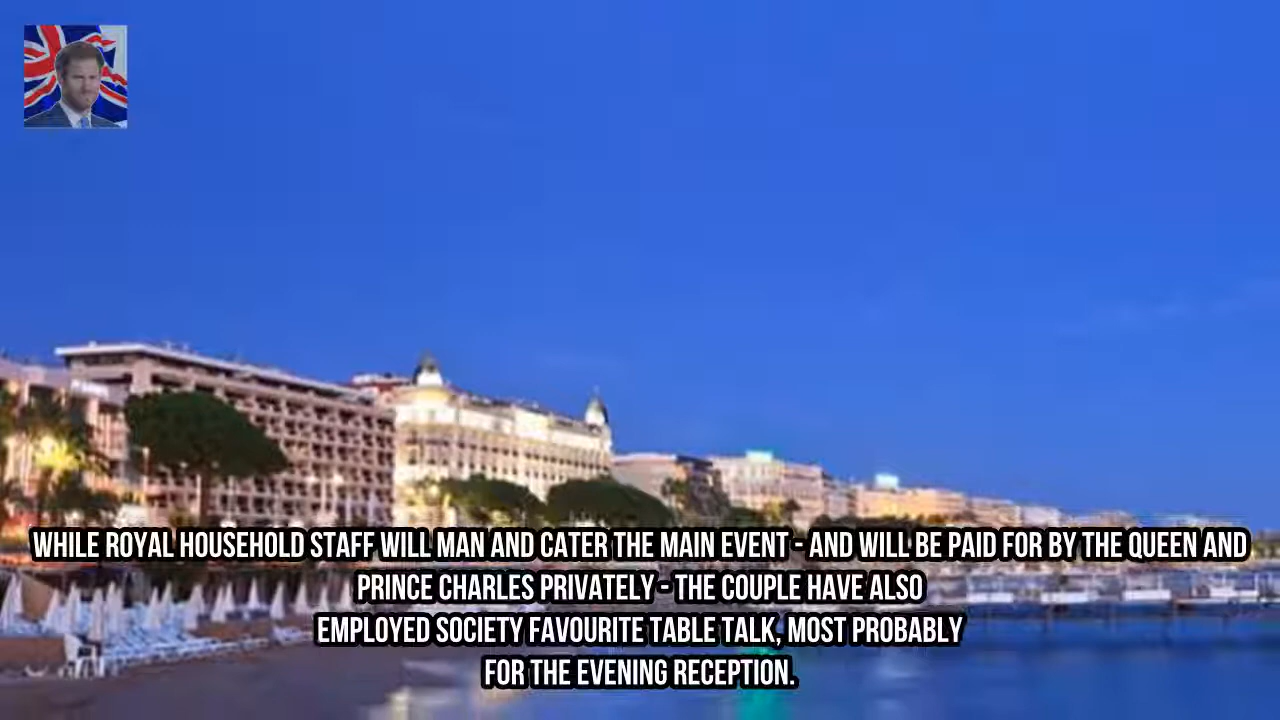 WHILE ROYAL HOUSEHOLD STAFF WILL MAN AND CATER THE MAIN EVENT - AND WILL BE PAID FOR BY THE QUEEN AND
PRINCE CHARLES PRIVATELY - THE COUPLE HAVE ALSO
EMPLOYED SOCIETY FAVOURITE TABLE TALK, MOST PROBABLY
FOR THE EVENING RECEPTION.